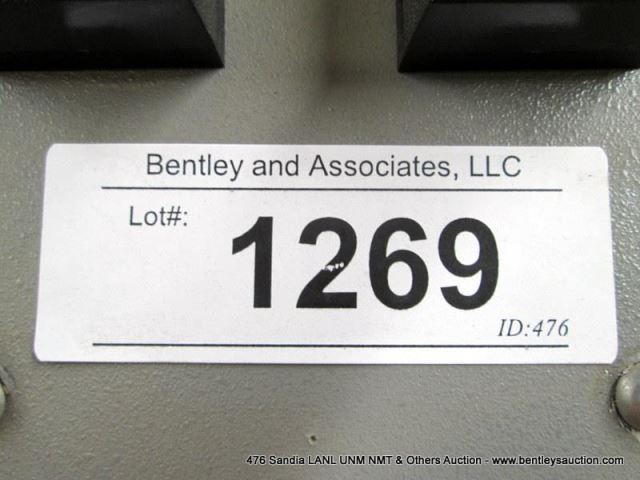 Bentley and Associates, LLC
Lot#:
1269
ID:476
476 Sandia LANL UNM NMT & Others Auction - www.bentleysauction.com